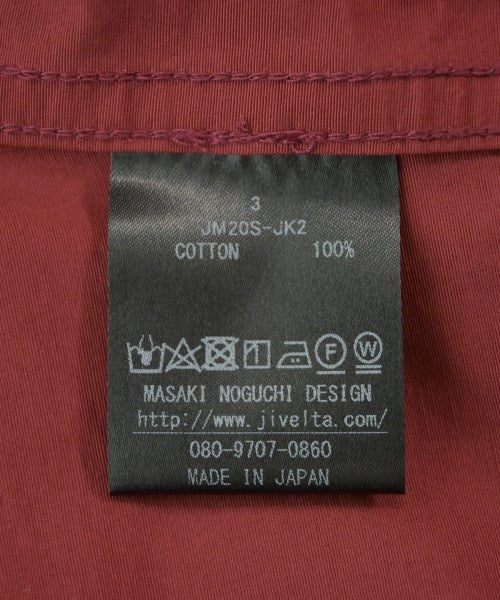 3
JM20S-JK2
COTTON 100%
F W
MASAKI NOGUCHI DESIGN
http://www.jivelta.com/
080-9707-0860
MADE IN JAPAN